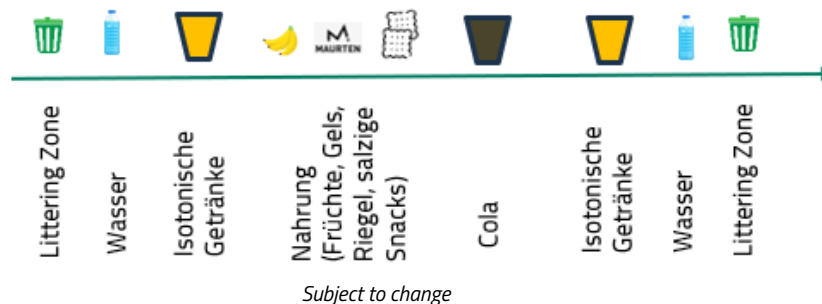 MAURTEN
Littering Zone
Wasser
Isotonische
Getränke
Nahrung
(Früchte, Gels,
Riegel, salzige
Snacks)
Cola
Isotonische
Getränke
Wasser
Littering Zone
Subject to change